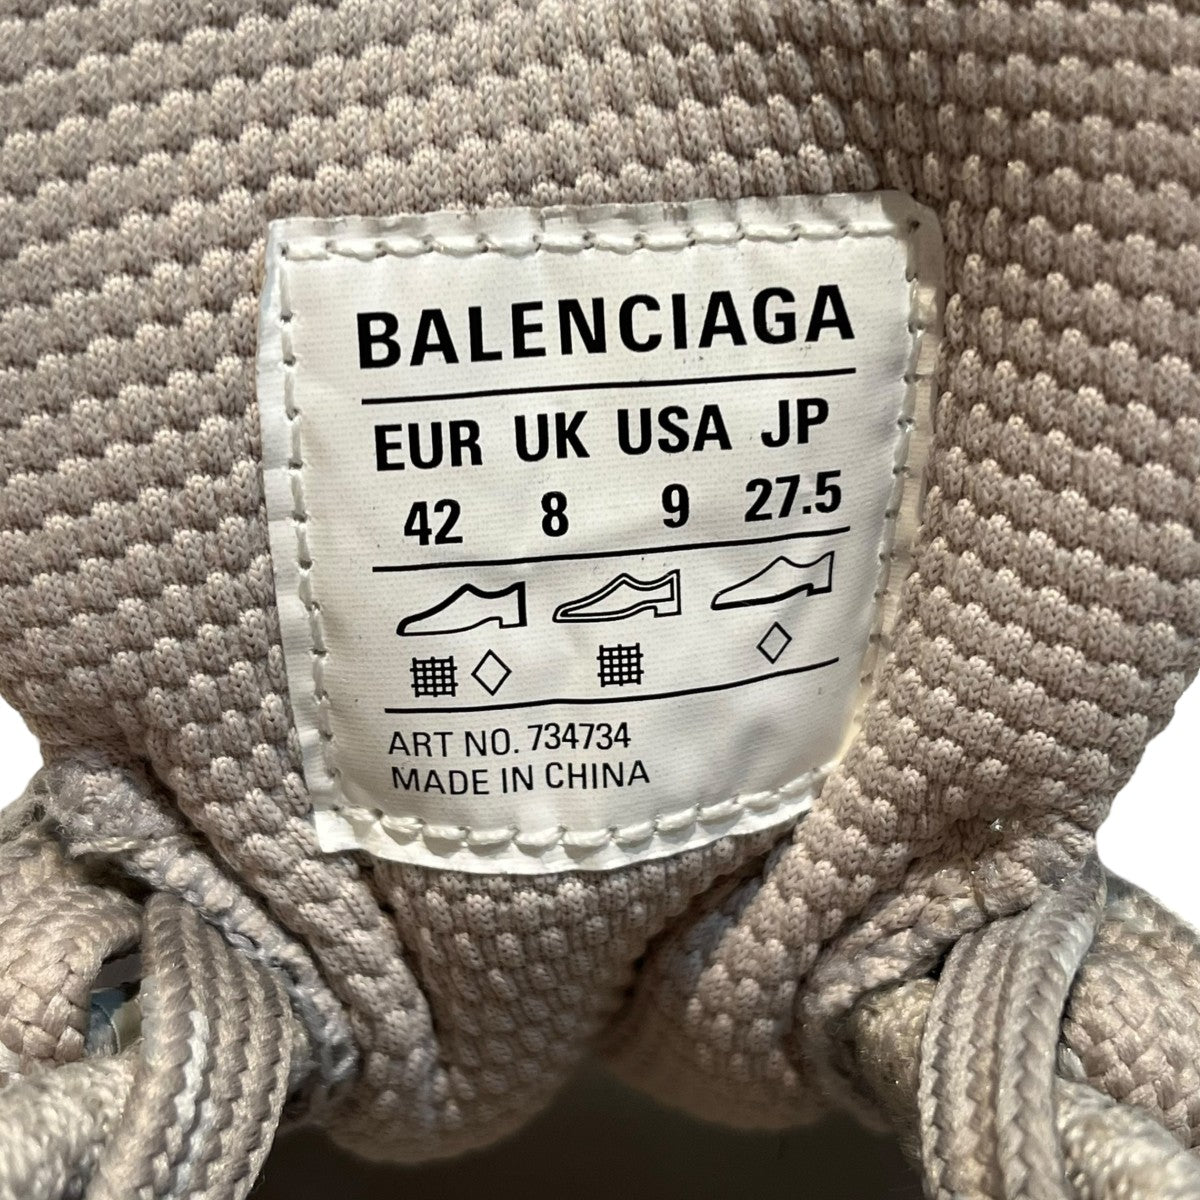 BALENCIAGA
EUR UK USA JP
42 8 9 27.5
ART NO. 734734
MADE IN CHINA